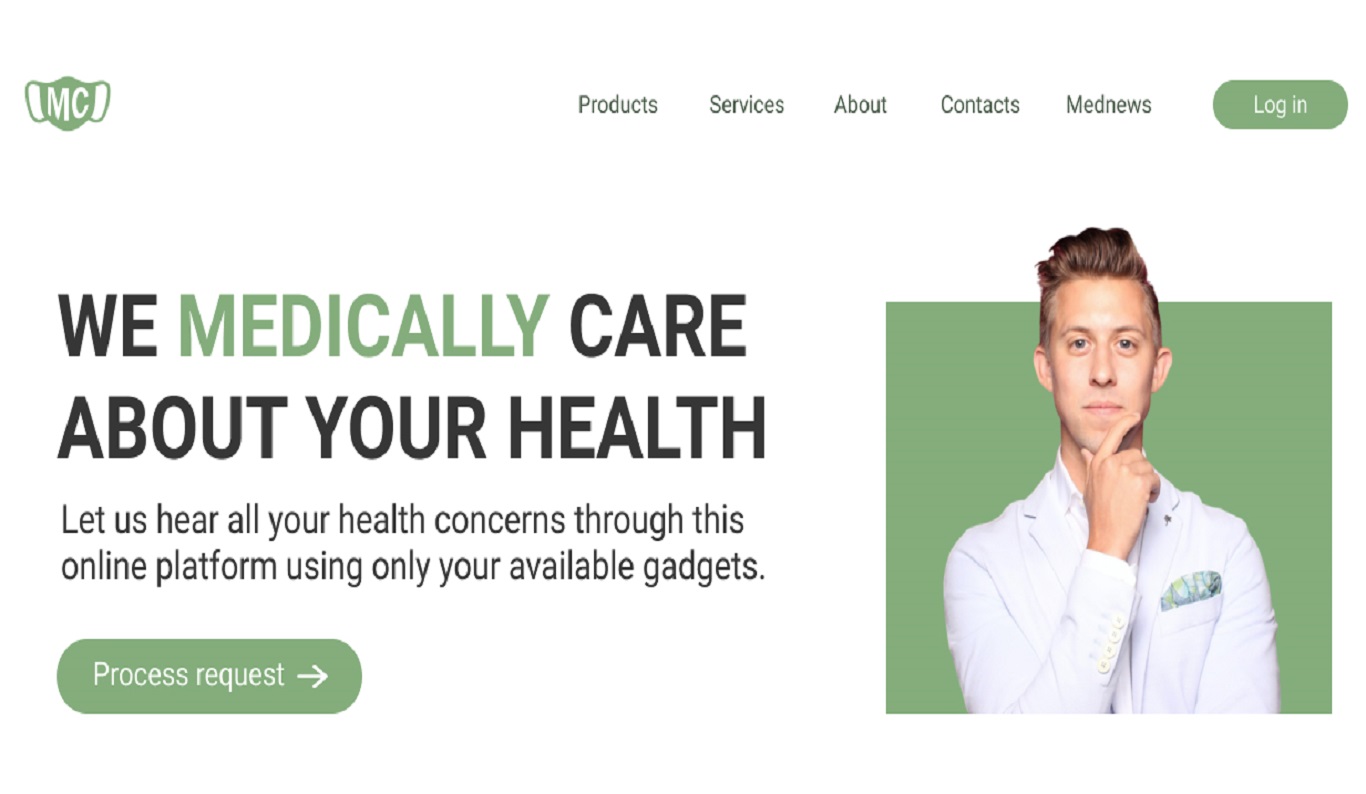 MC
Products Services About Contacts Mednews Log in
WE MEDICALLY CARE
ABOUT YOUR HEALTH
Let us hear all your health concerns through this
online platform using only your available gadgets.
Process request →